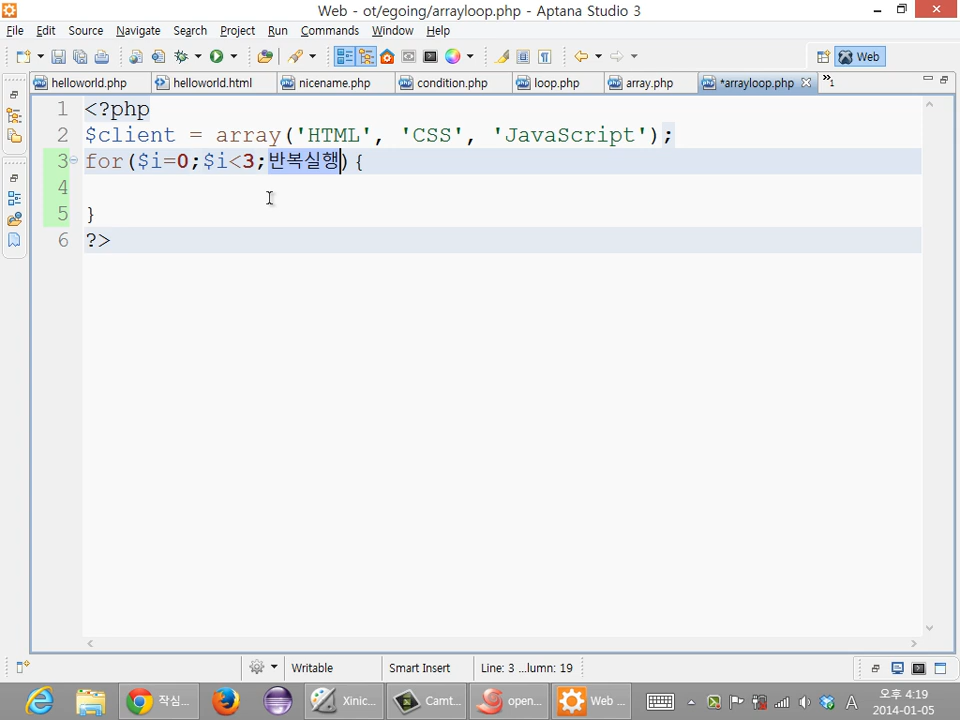 Web - ot/egoing/arrayloop.php - Aptana Studio 3
File Edit Source Navigate Search Project Run Commands Window Help
Web
helloworld.php helloworld.html nicename.php condition.php loop.php array.php *arrayloop.php »1
1 <?php
2 $client = array('HTML', 'CSS', 'JavaScript');
3 for($i=0;$i<3;반복실행){
4
5 }
6 ?>
Writable Smart Insert Line: 3 ...lumn: 19
작심... Xinic... Camt... open... Web ... A 오후 4:19
2014-01-05